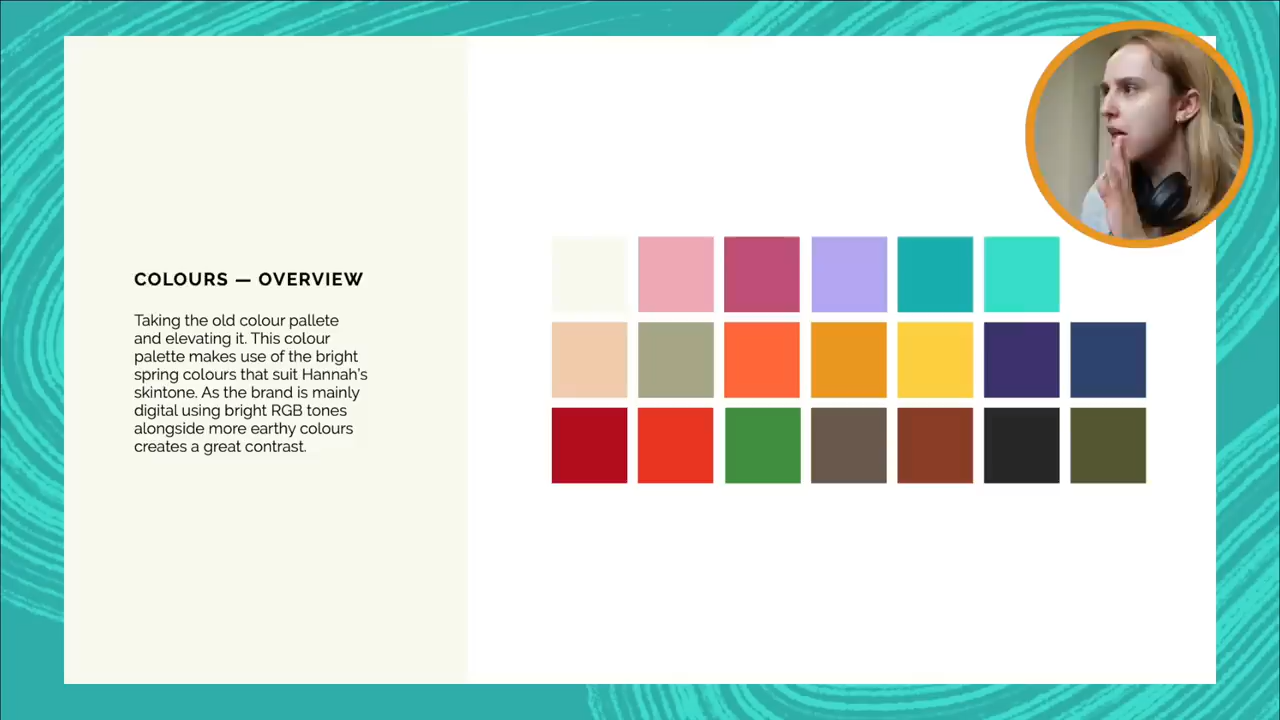 COLOURS — OVERVIEW
Taking the old colour pallete
and elevating it. This colour
palette makes use of the bright
spring colours that suit Hannah's
skintone. As the brand is mainly
digital using bright RGB tones
alongside more earthy colours
creates a great contrast.